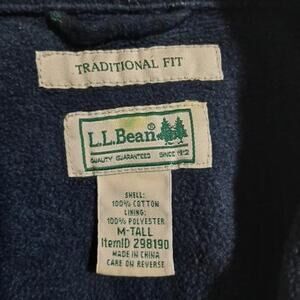 TRADITIONAL FIT
L.L.Bean®
QUALITY GUARANTEED SINCE 1912
SHELL:
100% COTTON
LINING:
100% POLYESTER
M-TALL
ItemID 298190
MADE IN CHINA
CARE ON REVERSE